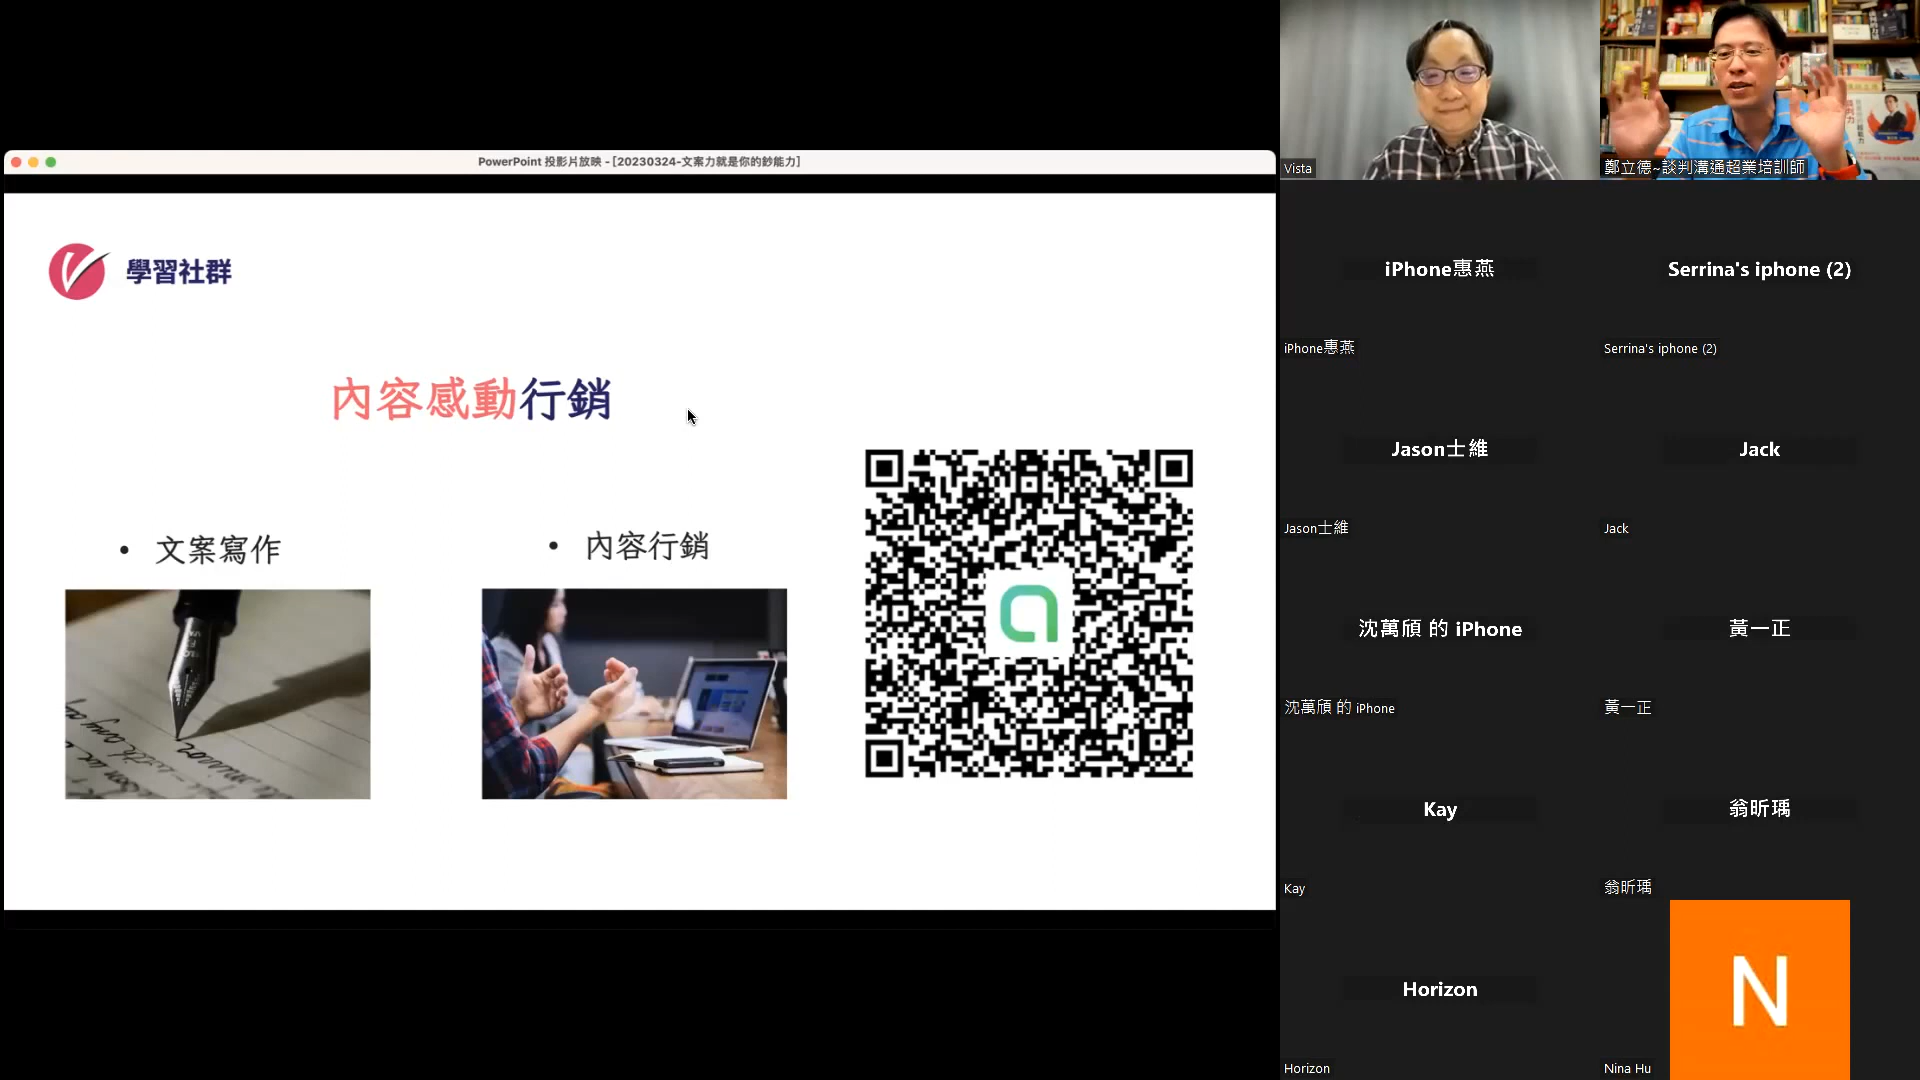 PowerPoint 投影片放映 - [20230324-文案力就是你的鈔能力]
學習社群
內容感動行銷
• 文案寫作
• 內容行銷
Vista
鄭立德~談判溝通超業培訓師
iPhone惠燕
Serrina's iphone (2)
iPhone惠燕
Serrina's iphone (2)
Jason士維
Jack
Jason士維
Jack
沈萬頎 的 iPhone
黃一正
沈萬頎 的 iPhone
黃一正
Kay
翁昕瑀
Kay
翁昕瑀
Horizon
N
Horizon
Nina Hu